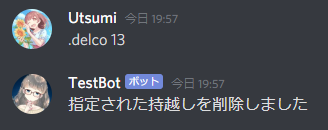 Utsumi 今日 19:57
.delco 13
TestBot ボット 今日 19:57
指定された持越しを削除しました